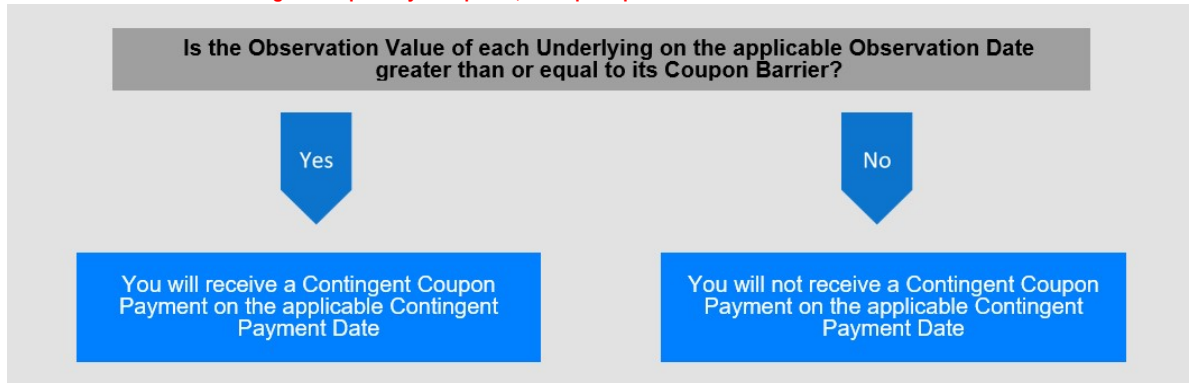 Is the Observation Value of each Underlying on the applicable Observation Date
greater than or equal to its Coupon Barrier?
Yes
No
You will receive a Contingent Coupon
Payment on the applicable Contingent
Payment Date
You will not receive a Contingent Coupon
Payment on the applicable Contingent
Payment Date